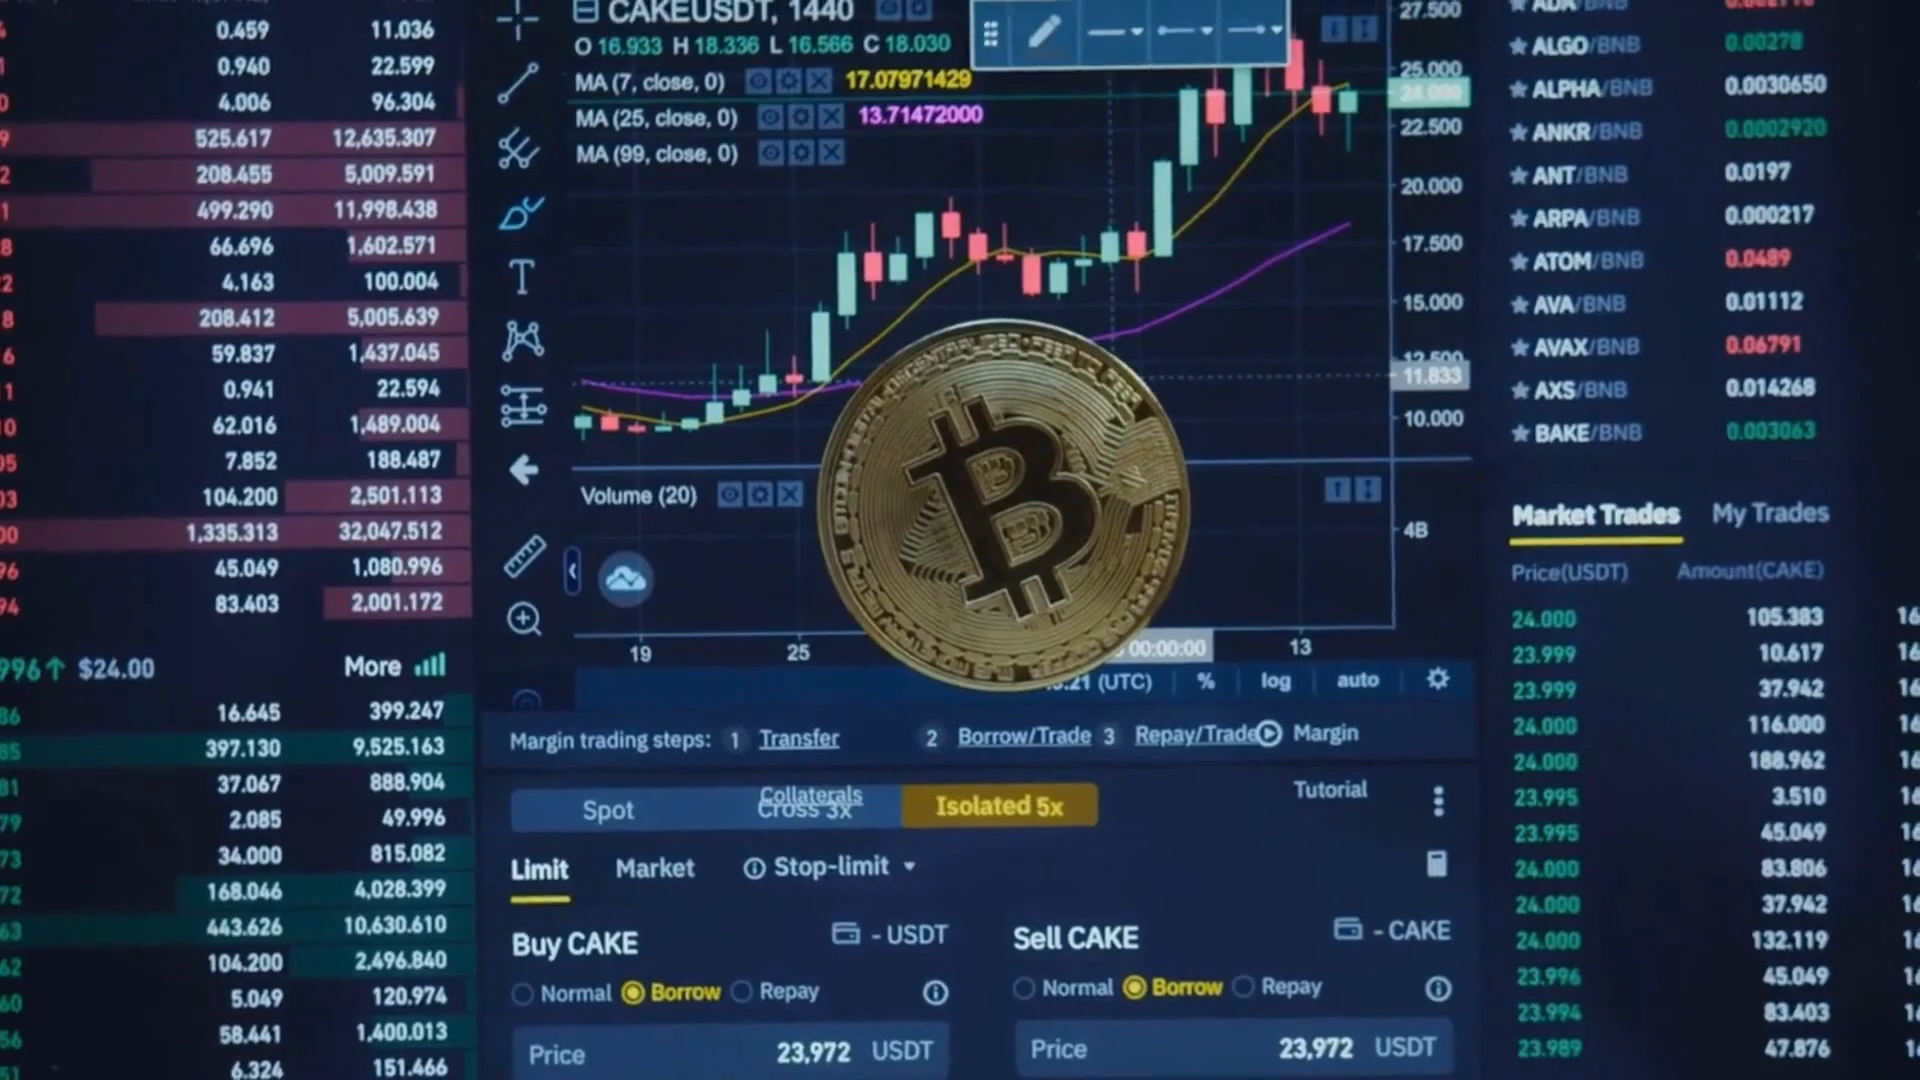 0.459 11.036
0.940 22.599
4.006 96.304
525.617 12,635.307
208.455 5,009.591
499.290 11,998.438
66.696 1,602.571
4.163 100.004
208.412 5,005.639
59.837 1,437.045
0.941 22.594
62.016 1,489.004
7.852 188.487
104.200 2,501.113
1,335.313 32,047.512
45.049 1,080.996
83.403 2,001.172
996↑ $24.00 More
16.645 399.247
397.130 9,525.163
37.067 888.904
2.085 49.996
34.000 815.082
168.046 4,028.399
443.626 10,630.610
104.200 2,496.840
5.049 120.974
58.441 1,400.013
6.324 151.466
CAKEUSDT, 1440
O 16.933 H 18.336 L 16.566 C 18.030
MA (7, close, 0) 17.07971429
MA (25, close, 0) 13.71472000
MA (99, close, 0)
27.500
25.000
24.000
22.500
20.000
17.500
15.000
12.500
11.833
10.000
Volume (20)
4B
19 25 00:00:00 13
(UTC) % log auto
Margin trading steps: 1 Transfer 2 Borrow/Trade 3 Repay/Trade Margin
Tutorial
Spot Cross 3x Isolated 5x
Collaterals
Limit Market Stop-limit
Buy CAKE - USDT
Normal Borrow Repay
Price 23,972 USDT
Sell CAKE - CAKE
Normal Borrow Repay
Price 23,972 USDT
ADA/BNB
ALGO/BNB 0.00278
ALPHA/BNB 0.0030650
ANKR/BNB 0.0002920
ANT/BNB 0.0197
ARPA/BNB 0.000217
ATOM/BNB 0.0489
AVA/BNB 0.01112
AVAX/BNB 0.06791
AXS/BNB 0.014268
BAKE/BNB 0.003063
Market Trades My Trades
Price(USDT) Amount(CAKE)
24.000 105.383
23.999 10.617
23.999 37.942
24.000 116.000
24.000 188.962
23.995 3.510
23.995 45.049
24.000 83.806
24.000 37.942
24.000 132.119
23.996 45.049
23.994 83.403
23.989 47.876